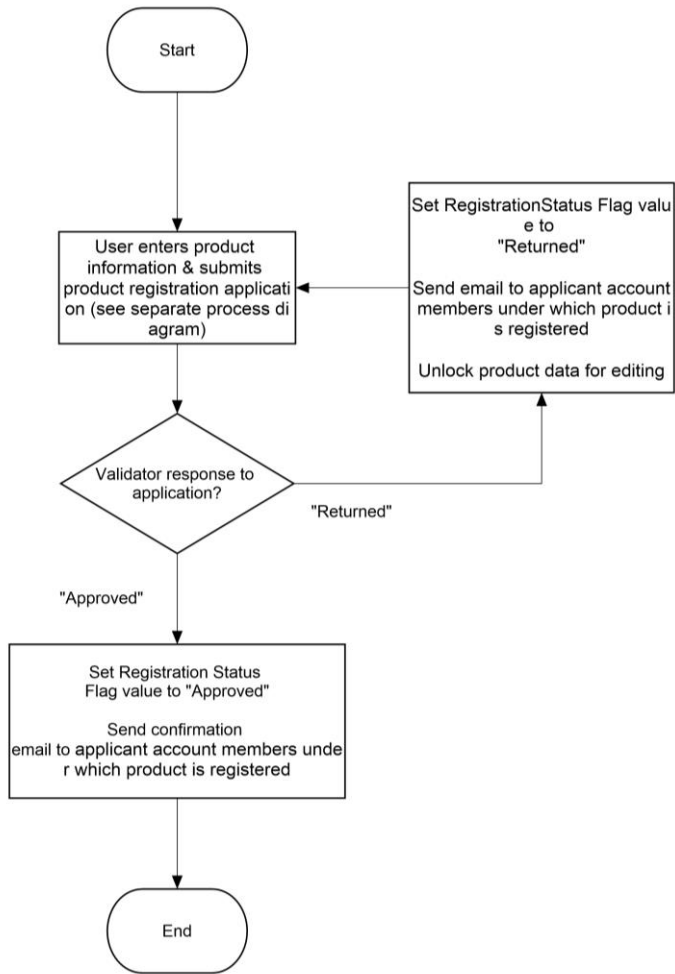 Start
Set RegistrationStatus Flag valu
e to
"Returned"
Send email to applicant account
members under which product i
s registered
Unlock product data for editing
User enters product
information & submits
product registration applicati
on (see separate process di
agram)
Validator response to
application?
"Returned"
"Approved"
Set Registration Status
Flag value to "Approved"
Send confirmation
email to applicant account members unde
r which product is registered
End